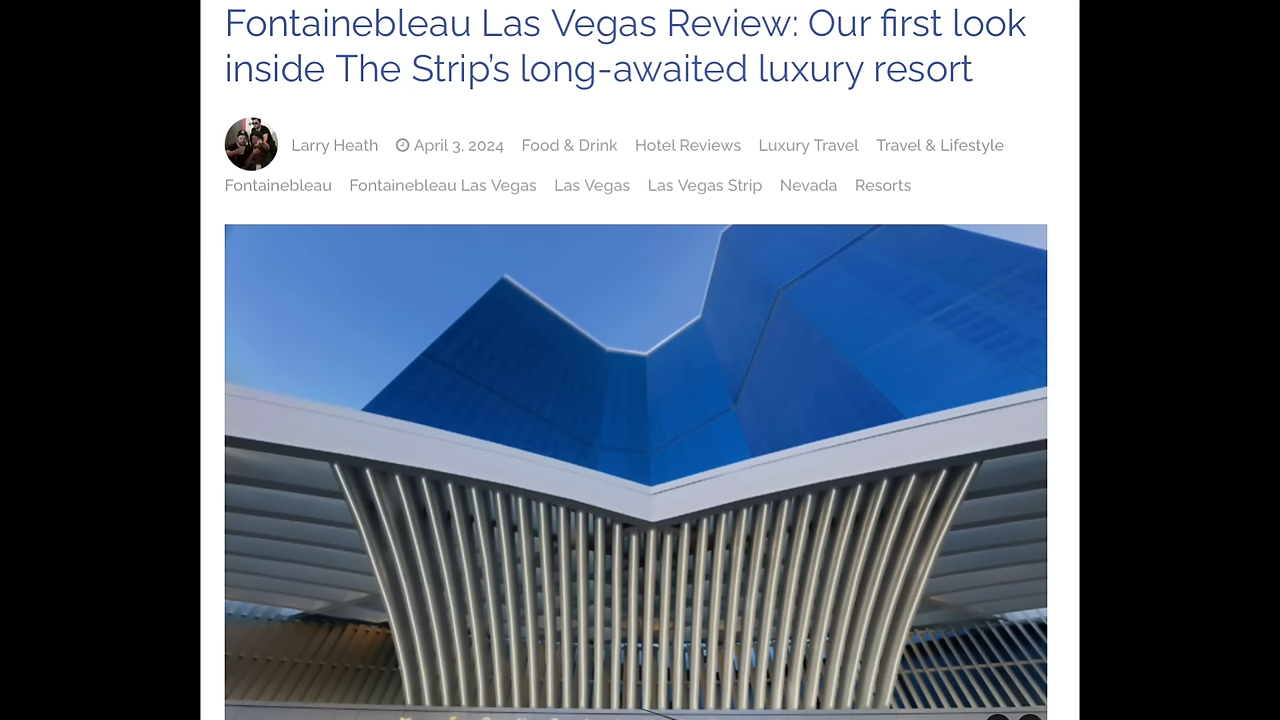 Fontainebleau Las Vegas Review: Our first look
inside The Strip's long-awaited luxury resort
Larry Heath April 3, 2024 Food & Drink Hotel Reviews Luxury Travel Travel & Lifestyle
Fontainebleau Fontainebleau Las Vegas Las Vegas Las Vegas Strip Nevada Resorts